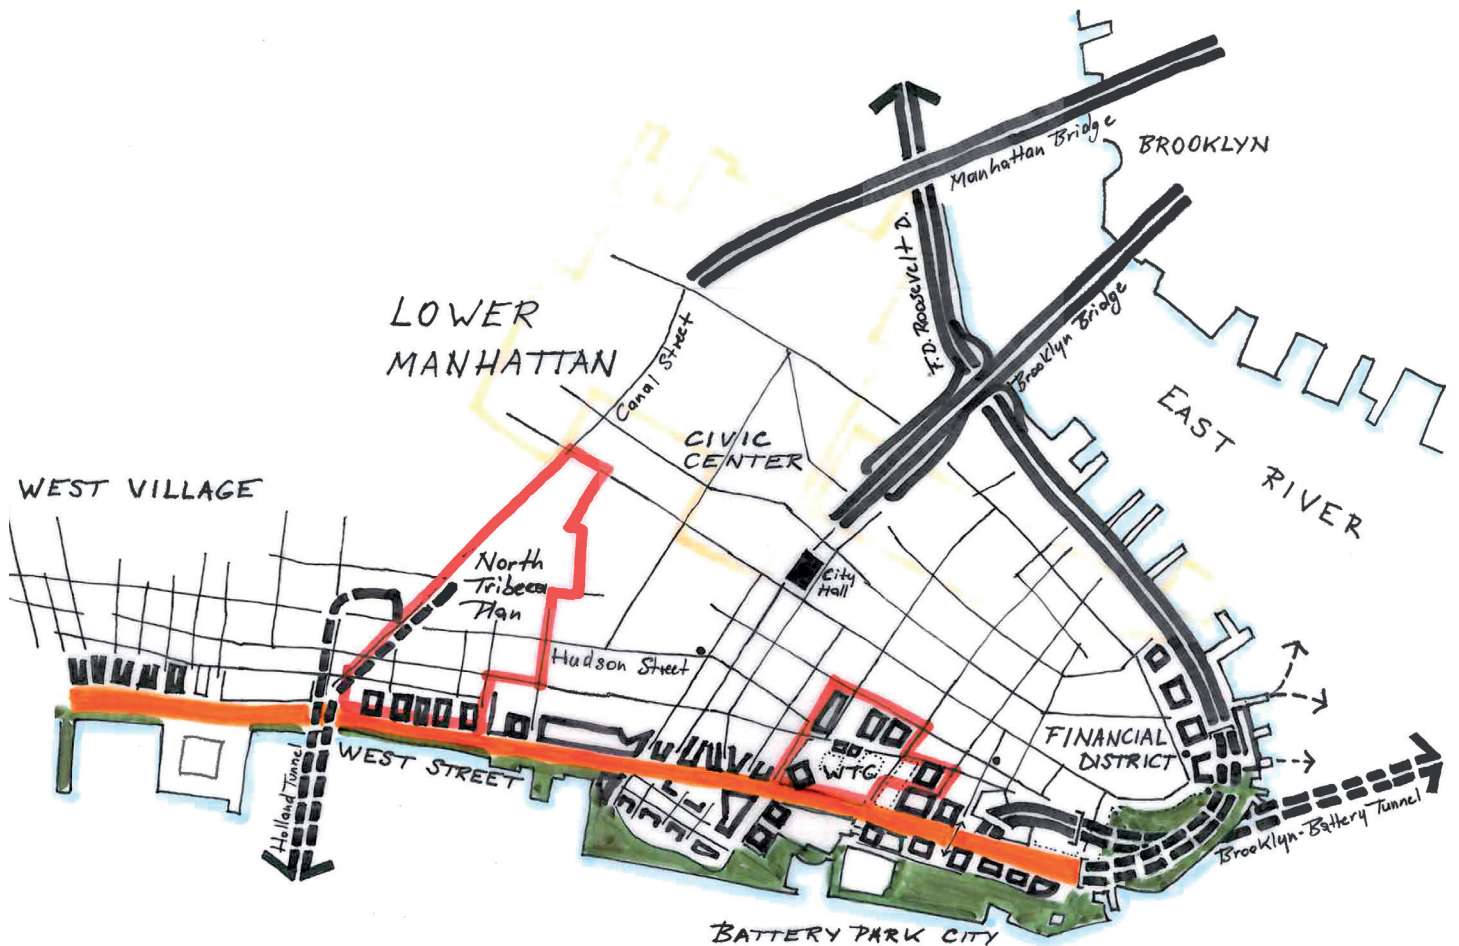 Manhattan Bridge
BROOKLYN
F.D. Roosevelt D.
LOWER
MANHATTAN
Canal Street
Brooklyn Bridge
EAST RIVER
CIVIC
CENTER
WEST VILLAGE
North
Tribeca
Plan
City
Hall
Hudson Street
FINANCIAL
DISTRICT
WTC
WEST STREET
Holland Tunnel
Brooklyn-Battery Tunnel
BATTERY PARK CITY